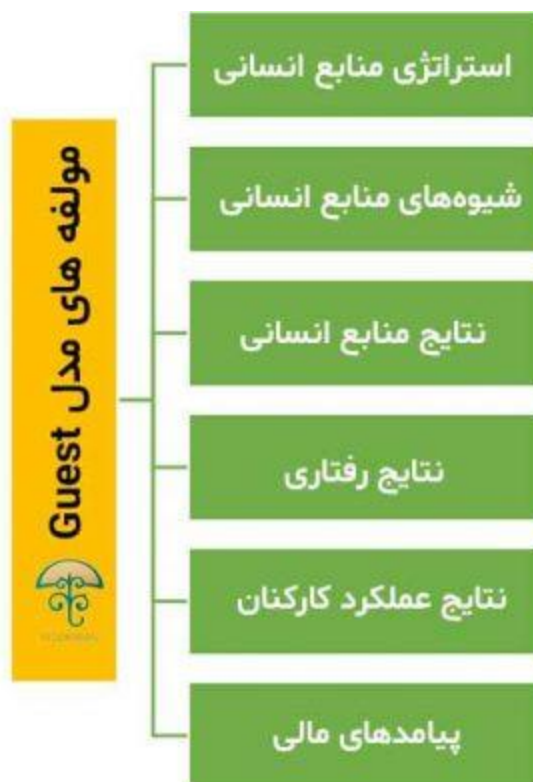 مولفه های مدل Guest
استراتژی منابع انسانی
شیوه‌های منابع انسانی
نتایج منابع انسانی
نتایج رفتاری
نتایج عملکرد کارکنان
پیامدهای مالی